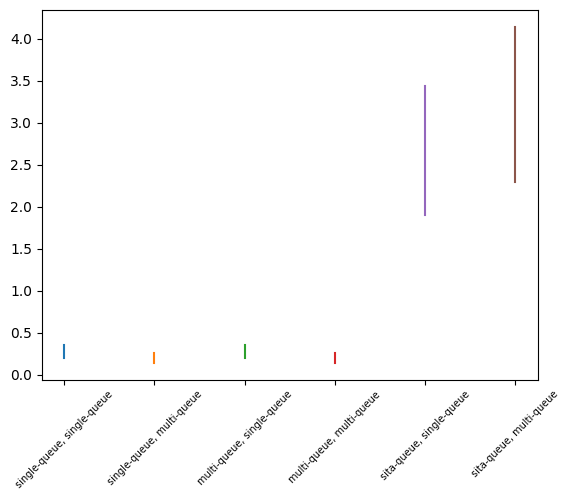 4.0
3.5
3.0
2.5
2.0
1.5
1.0
0.5
0.0
single-queue, single-queue
single-queue, multi-queue
multi-queue, single-queue
multi-queue, multi-queue
sita-queue, single-queue
sita-queue, multi-queue